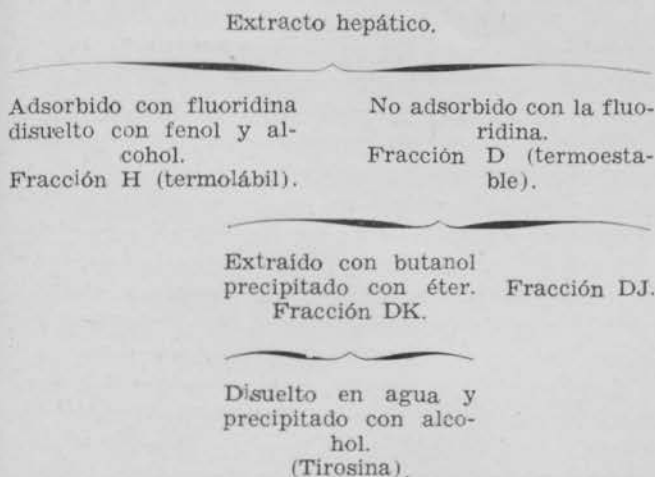 Extracto hepático.
Adsorbido con fluoridina
disuelto con fenol y al-
cohol.
Fracción H (termolábil).
No adsorbido con la fluo-
ridina.
Fracción D (termoesta-
ble).
Extraído con butanol
precipitado con éter.
Fracción DK.
Fracción DJ.
Disuelto en agua y
precipitado con alco-
hol.
(Tirosina)